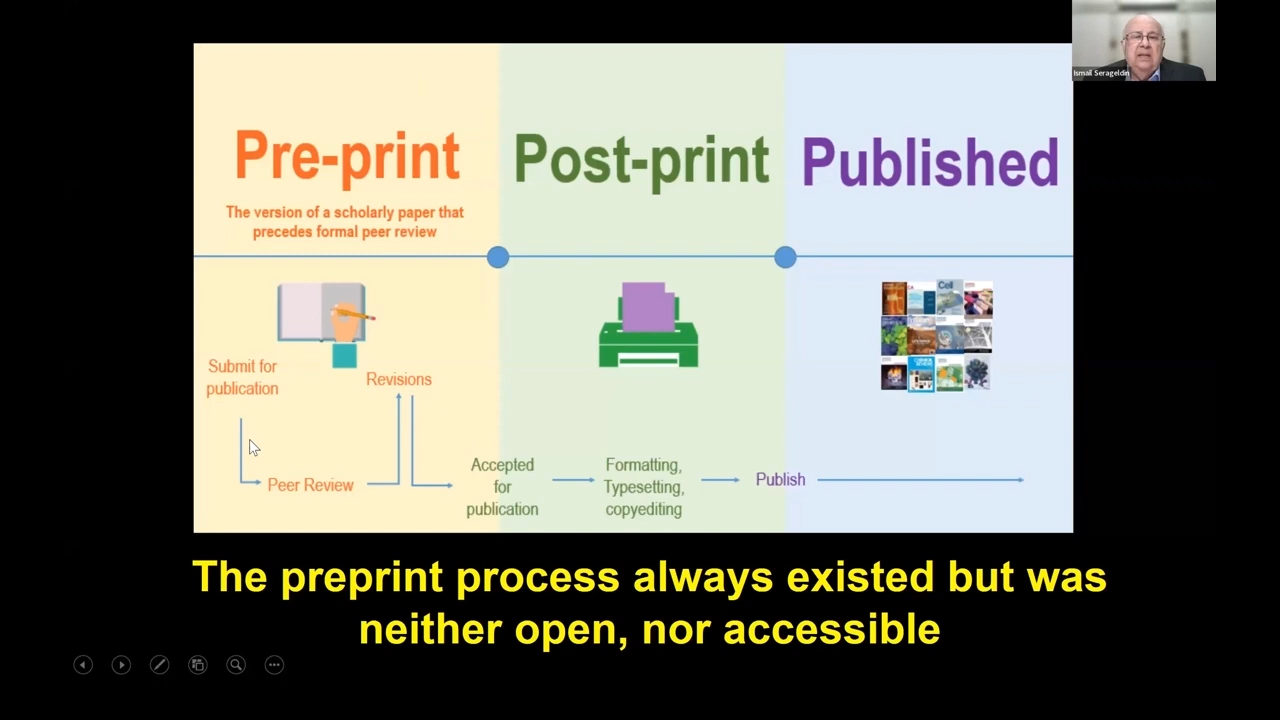 Ismail Serageldin
Pre-print
Post-print
Published
The version of a scholarly paper that
precedes formal peer review
Cell
Submit for
publication
Revisions
Peer Review
Accepted
for
publication
Formatting,
Typesetting,
copyediting
Publish
The preprint process always existed but was
neither open, nor accessible